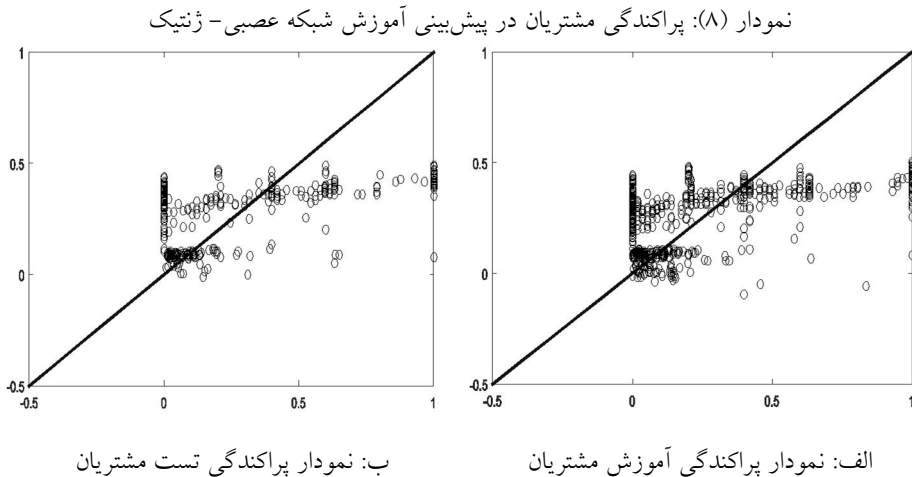 نمودار (۸): پراکندگی مشتریان در پیش‌بینی آموزش شبکه عصبی- ژنتیک
1
0.5
0
-0.5
-0.5 0 0.5 1
1
0.5
0
-0.5
-0.5 0 0.5 1
الف: نمودار پراکندگی آموزش مشتریان
ب: نمودار پراکندگی تست مشتریان